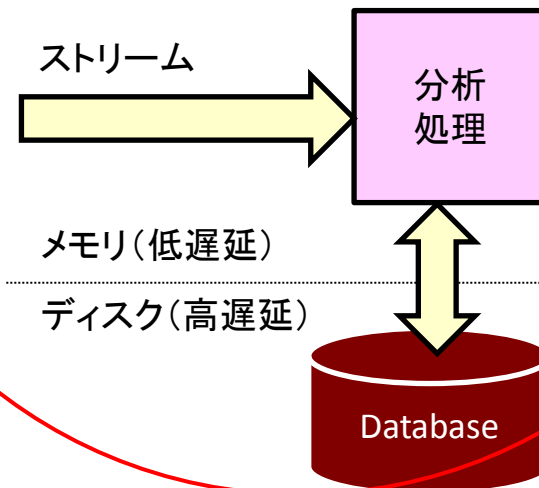 ストリーム
分析
処理
メモリ（低遅延）
ディスク（高遅延）
Database